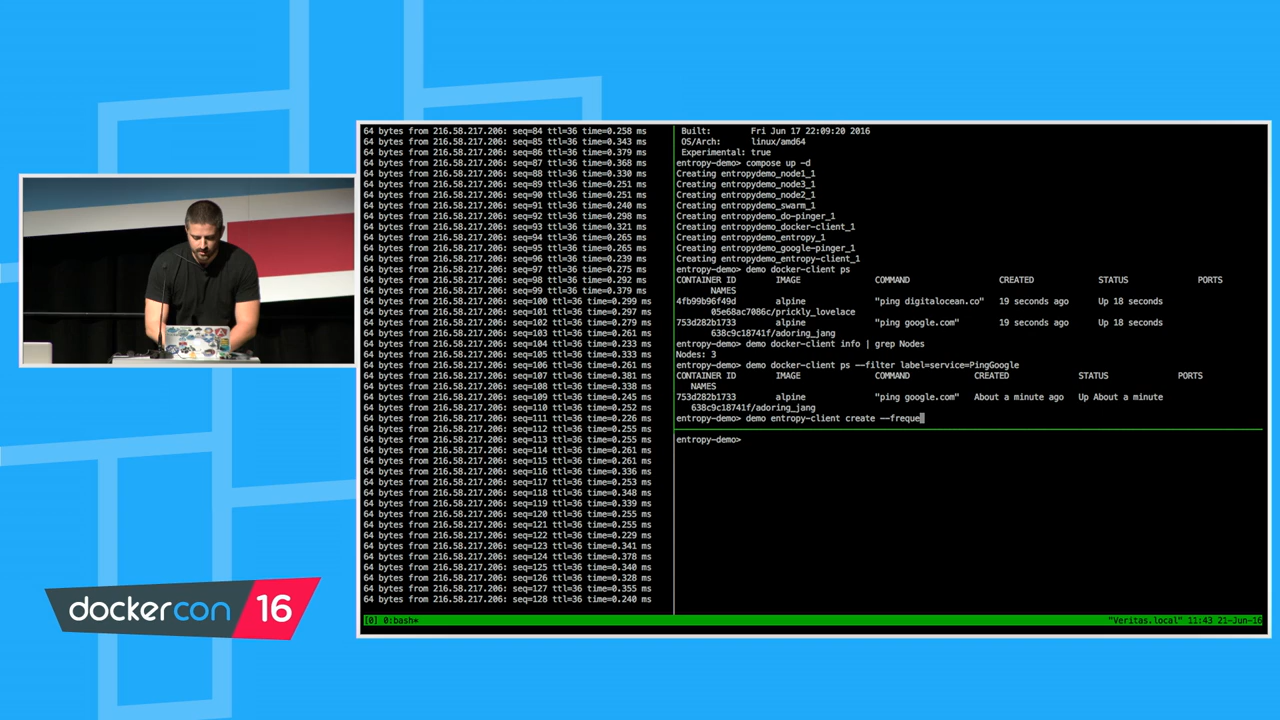 64 bytes from 216.58.217.206: seq=84 ttl=36 time=0.258 ms
64 bytes from 216.58.217.206: seq=85 ttl=36 time=0.343 ms
64 bytes from 216.58.217.206: seq=86 ttl=36 time=0.379 ms
64 bytes from 216.58.217.206: seq=87 ttl=36 time=0.368 ms
64 bytes from 216.58.217.206: seq=88 ttl=36 time=0.330 ms
64 bytes from 216.58.217.206: seq=89 ttl=36 time=0.251 ms
64 bytes from 216.58.217.206: seq=90 ttl=36 time=0.251 ms
64 bytes from 216.58.217.206: seq=91 ttl=36 time=0.240 ms
64 bytes from 216.58.217.206: seq=92 ttl=36 time=0.298 ms
64 bytes from 216.58.217.206: seq=93 ttl=36 time=0.321 ms
64 bytes from 216.58.217.206: seq=94 ttl=36 time=0.265 ms
64 bytes from 216.58.217.206: seq=95 ttl=36 time=0.265 ms
64 bytes from 216.58.217.206: seq=96 ttl=36 time=0.239 ms
64 bytes from 216.58.217.206: seq=97 ttl=36 time=0.275 ms
64 bytes from 216.58.217.206: seq=98 ttl=36 time=0.292 ms
64 bytes from 216.58.217.206: seq=99 ttl=36 time=0.300 ms
64 bytes from 216.58.217.206: seq=100 ttl=36 time=0.299 ms
64 bytes from 216.58.217.206: seq=101 ttl=36 time=0.297 ms
64 bytes from 216.58.217.206: seq=102 ttl=36 time=0.279 ms
64 bytes from 216.58.217.206: seq=103 ttl=36 time=0.261 ms
64 bytes from 216.58.217.206: seq=104 ttl=36 time=0.233 ms
64 bytes from 216.58.217.206: seq=105 ttl=36 time=0.333 ms
64 bytes from 216.58.217.206: seq=106 ttl=36 time=0.261 ms
64 bytes from 216.58.217.206: seq=107 ttl=36 time=0.381 ms
64 bytes from 216.58.217.206: seq=108 ttl=36 time=0.338 ms
64 bytes from 216.58.217.206: seq=109 ttl=36 time=0.245 ms
64 bytes from 216.58.217.206: seq=110 ttl=36 time=0.252 ms
64 bytes from 216.58.217.206: seq=111 ttl=36 time=0.226 ms
64 bytes from 216.58.217.206: seq=112 ttl=36 time=0.255 ms
64 bytes from 216.58.217.206: seq=113 ttl=36 time=0.255 ms
64 bytes from 216.58.217.206: seq=114 ttl=36 time=0.261 ms
64 bytes from 216.58.217.206: seq=115 ttl=36 time=0.261 ms
64 bytes from 216.58.217.206: seq=116 ttl=36 time=0.336 ms
64 bytes from 216.58.217.206: seq=117 ttl=36 time=0.253 ms
64 bytes from 216.58.217.206: seq=118 ttl=36 time=0.348 ms
64 bytes from 216.58.217.206: seq=119 ttl=36 time=0.339 ms
64 bytes from 216.58.217.206: seq=120 ttl=36 time=0.255 ms
64 bytes from 216.58.217.206: seq=121 ttl=36 time=0.255 ms
64 bytes from 216.58.217.206: seq=122 ttl=36 time=0.229 ms
64 bytes from 216.58.217.206: seq=123 ttl=36 time=0.341 ms
64 bytes from 216.58.217.206: seq=124 ttl=36 time=0.378 ms
64 bytes from 216.58.217.206: seq=125 ttl=36 time=0.340 ms
64 bytes from 216.58.217.206: seq=126 ttl=36 time=0.328 ms
64 bytes from 216.58.217.206: seq=127 ttl=36 time=0.355 ms
64 bytes from 216.58.217.206: seq=128 ttl=36 time=0.240 ms
Built: Fri Jun 17 22:09:20 2016
OS/Arch: linux/amd64
Experimental: true
entropy-demo> compose up -d
Creating entropydemo_node1_1
Creating entropydemo_node3_1
Creating entropydemo_node2_1
Creating entropydemo_swarm_1
Creating entropydemo_do-pinger_1
Creating entropydemo_docker-client_1
Creating entropydemo_entropy_1
Creating entropydemo_google-pinger_1
Creating entropydemo_entropy-client_1
entropy-demo> demo docker-client ps
CONTAINER ID IMAGE COMMAND CREATED STATUS PORTS
NAMES
4fb99b96f49d alpine "ping digitalocean.co" 19 seconds ago Up 18 seconds
05e68ac7086c/prickly_lovelace
753d282b1733 alpine "ping google.com" 19 seconds ago Up 18 seconds
638c9c18741f/adoring_jang
entropy-demo> demo docker-client info | grep Nodes
Nodes: 3
entropy-demo> demo docker-client ps --filter label=service=PingGoogle
CONTAINER ID IMAGE COMMAND CREATED STATUS PORTS
NAMES
753d282b1733 alpine "ping google.com" About a minute ago Up About a minute
638c9c18741f/adoring_jang
entropy-demo> demo entropy-client create --freque
entropy-demo>
[0] 0:bash* "Veritas.local" 11:43 21-Jun-16
dockercon 16